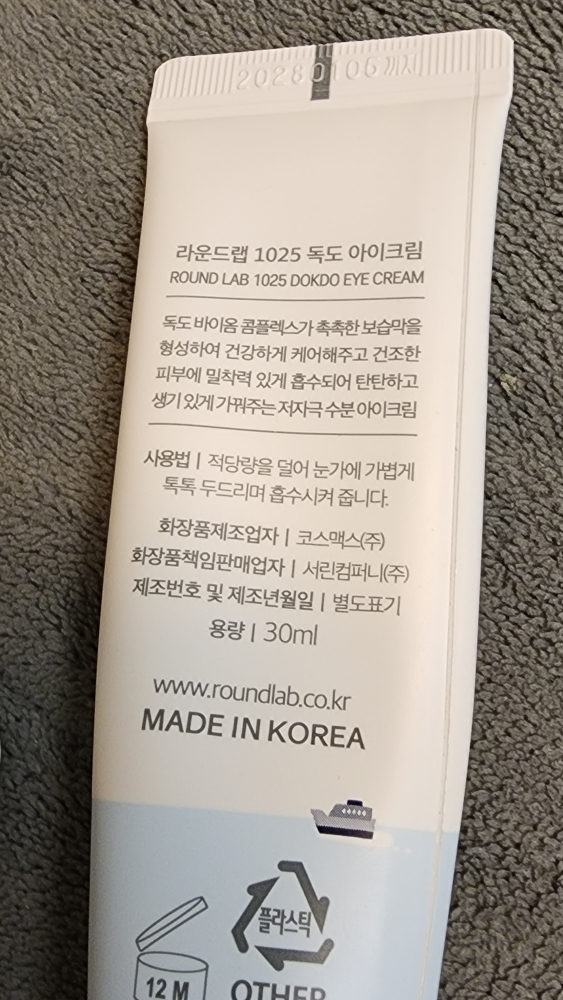 20280106까지
라운드랩 1025 독도 아이크림
ROUND LAB 1025 DOKDO EYE CREAM
독도 바이옴 콤플렉스가 촉촉한 보습막을
형성하여 건강하게 케어해주고 건조한
피부에 밀착력 있게 흡수되어 탄탄하고
생기 있게 가꿔주는 저자극 수분 아이크림
사용법 | 적당량을 덜어 눈가에 가볍게
톡톡 두드리며 흡수시켜 줍니다.
화장품제조업자 | 코스맥스(주)
화장품책임판매업자 | 서린컴퍼니(주)
제조번호 및 제조년월일 | 별도표기
용량 | 30ml
www.roundlab.co.kr
MADE IN KOREA
플라스틱
12 M
OTHER